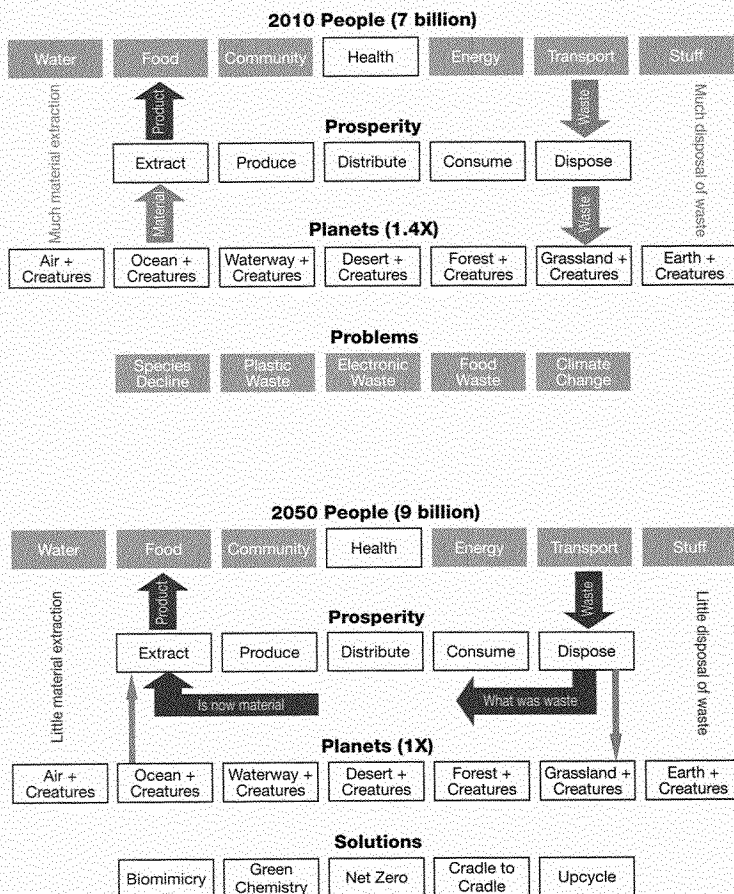 2010 People (7 billion)
Water Food Community Health Energy Transport Stuff
Much material extraction
Product
Waste
Much disposal of waste
Prosperity
Extract Produce Distribute Consume Dispose
Material
Waste
Planets (1.4X)
Air + Ocean + Waterway + Desert + Forest + Grassland + Earth +
Creatures Creatures Creatures Creatures Creatures Creatures Creatures
Problems
Species Plastic Electronic Food Climate
Decline Waste Waste Waste Change
2050 People (9 billion)
Water Food Community Health Energy Transport Stuff
Little material extraction
Product
Waste
Little disposal of waste
Prosperity
Extract Produce Distribute Consume Dispose
Is now material What was waste
Planets (1X)
Air + Ocean + Waterway + Desert + Forest + Grassland + Earth +
Creatures Creatures Creatures Creatures Creatures Creatures Creatures
Solutions
Biomimicry Green Net Zero Cradle to Upcycle
Chemistry Cradle